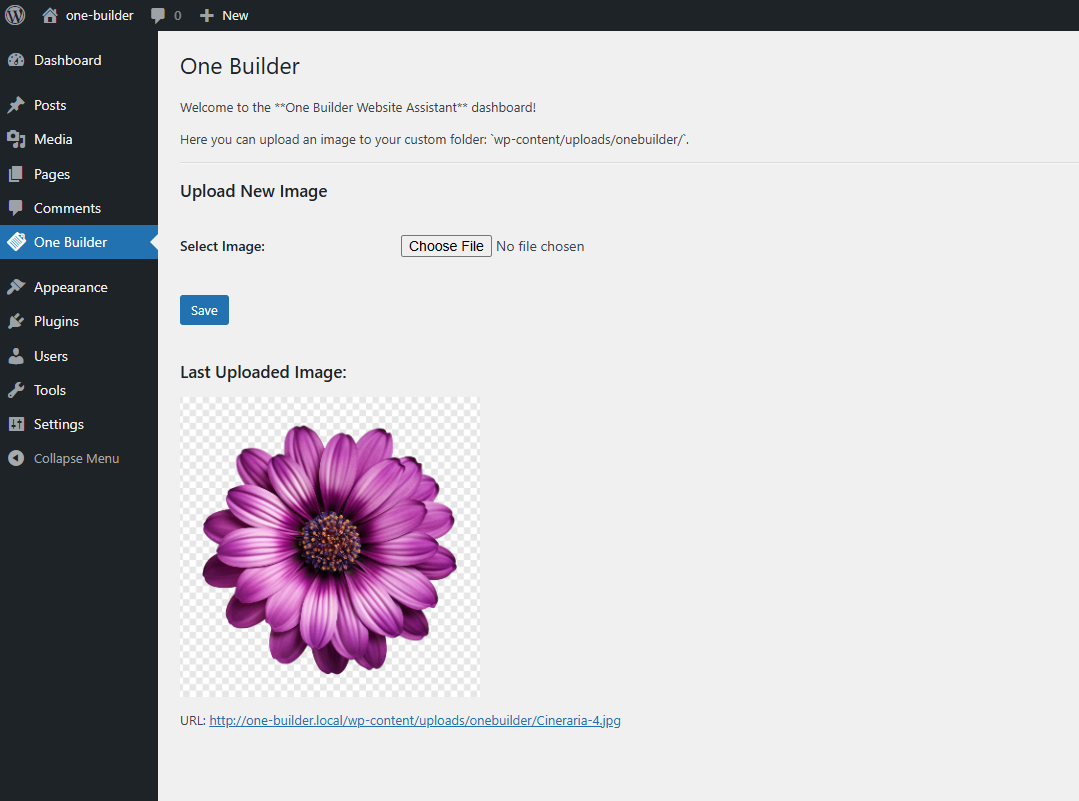 one-builder
0
New
Dashboard
Posts
Media
Pages
Comments
One Builder
Appearance
Plugins
Users
Tools
Settings
Collapse Menu
One Builder
Welcome to the **One Builder Website Assistant** dashboard!
Here you can upload an image to your custom folder: `wp-content/uploads/onebuilder/`.
Upload New Image
Select Image: Choose File No file chosen
Save
Last Uploaded Image:
URL: http://one-builder.local/wp-content/uploads/onebuilder/Cineraria-4.jpg